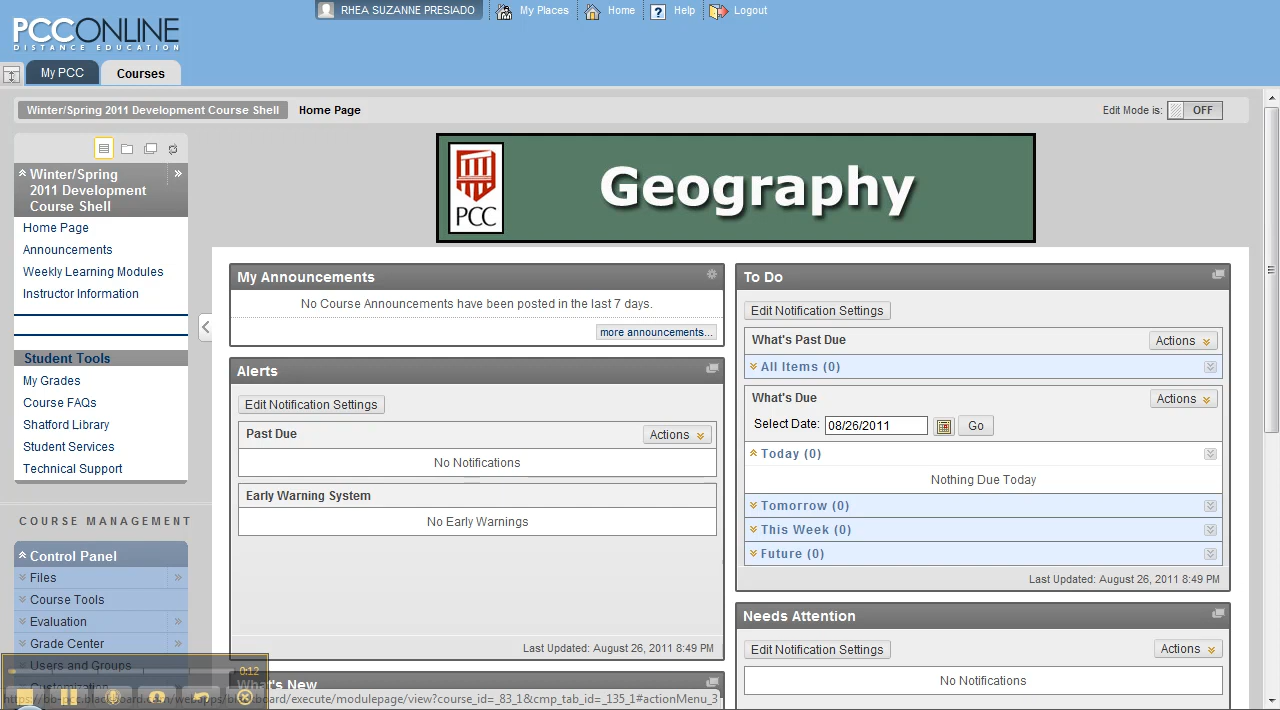 RHEA SUZANNE PRESIADO
My Places
Home
Help
Logout
PCCONLINE
DISTANCE EDUCATION
My PCC
Courses
Winter/Spring 2011 Development Course Shell
Home Page
Edit Mode is:
OFF
Winter/Spring
2011 Development
Course Shell
Home Page
Announcements
Weekly Learning Modules
Instructor Information
Student Tools
My Grades
Course FAQs
Shatford Library
Student Services
Technical Support
COURSE MANAGEMENT
Control Panel
Files
Course Tools
Evaluation
Grade Center
Users and Groups
Customization
0:12
PCC
Geography
My Announcements
No Course Announcements have been posted in the last 7 days.
more announcements...
Alerts
Edit Notification Settings
Past Due
Actions
No Notifications
Early Warning System
No Early Warnings
Last Updated: August 26, 2011 8:49 PM
What's New
To Do
Edit Notification Settings
What's Past Due
Actions
All Items (0)
What's Due
Actions
Select Date:
08/26/2011
Go
Today (0)
Nothing Due Today
Tomorrow (0)
This Week (0)
Future (0)
Last Updated: August 26, 2011 8:49 PM
Needs Attention
Edit Notification Settings
Actions
No Notifications